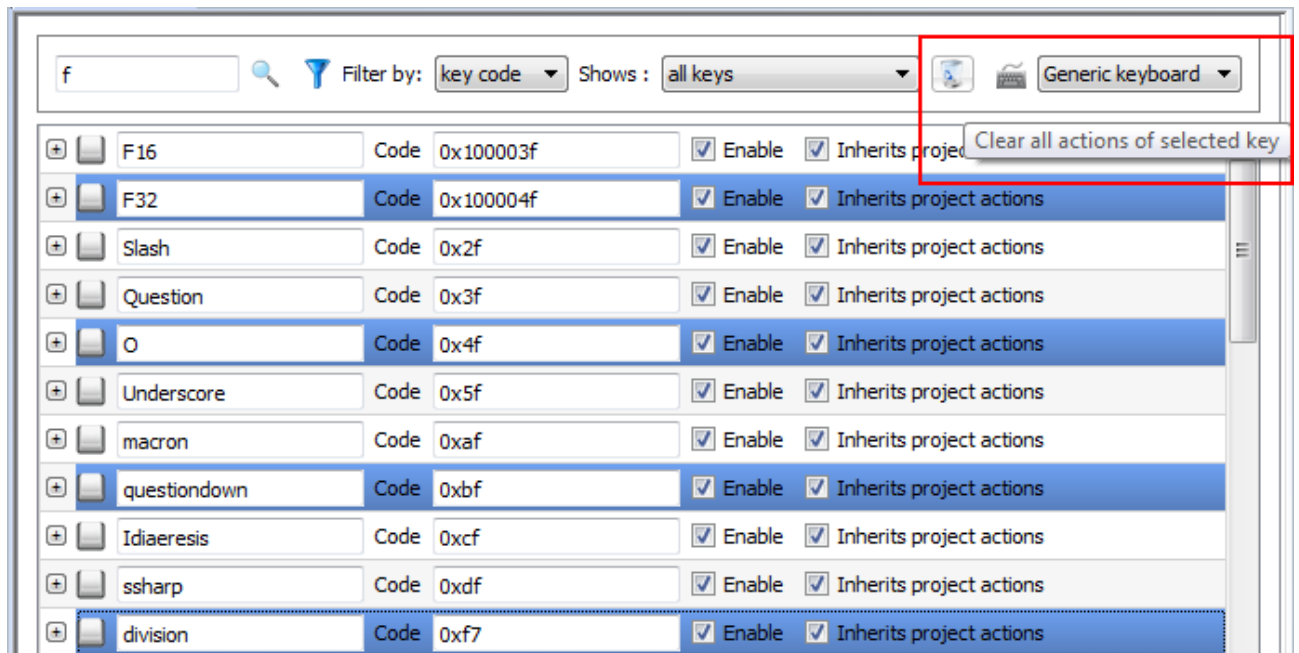 f Filter by: key code Shows : all keys Generic keyboard
Clear all actions of selected key
F16 Code 0x100003f Enable Inherits projec
F32 Code 0x100004f Enable Inherits project actions
Slash Code 0x2f Enable Inherits project actions
Question Code 0x3f Enable Inherits project actions
O Code 0x4f Enable Inherits project actions
Underscore Code 0x5f Enable Inherits project actions
macron Code 0xaf Enable Inherits project actions
questiondown Code 0xbf Enable Inherits project actions
Idiaeresis Code 0xcf Enable Inherits project actions
ssharp Code 0xdf Enable Inherits project actions
division Code 0xf7 Enable Inherits project actions